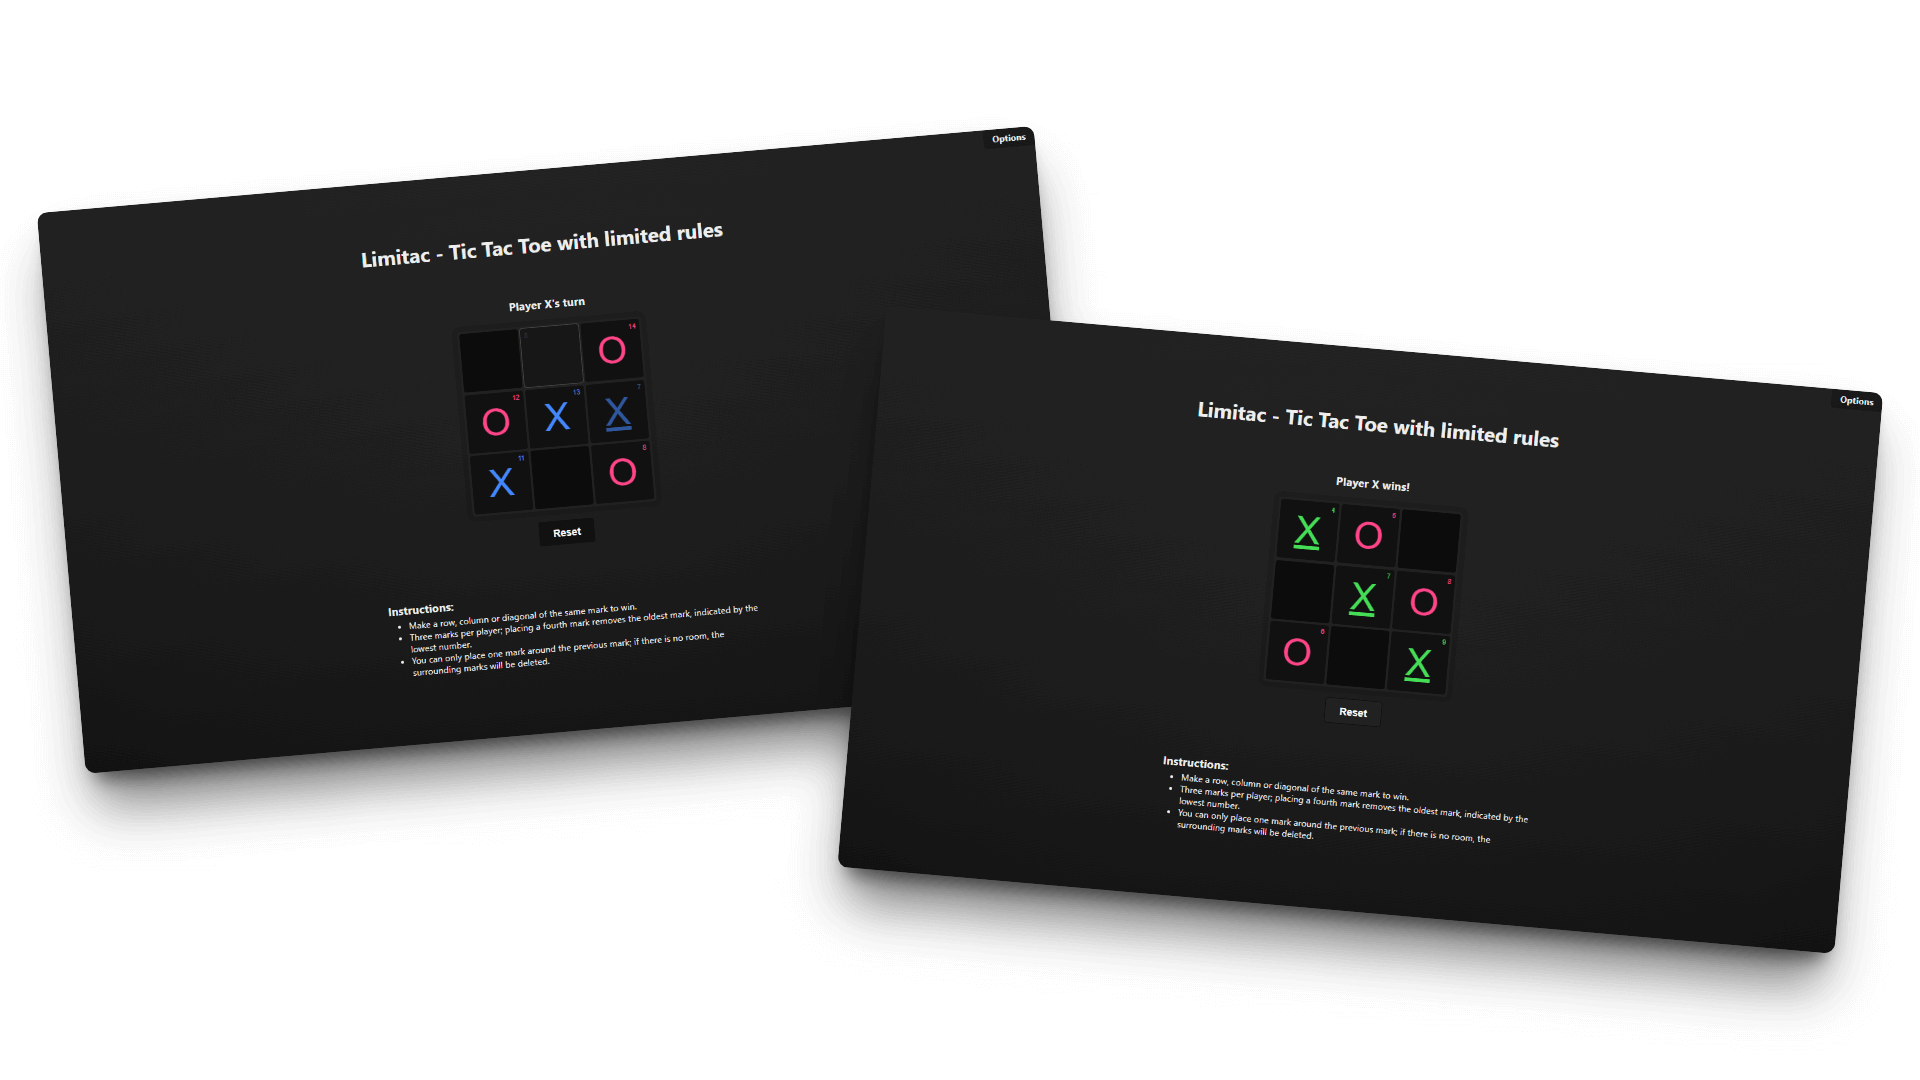 Options
Limitac - Tic Tac Toe with limited rules
Player X's turn
O 14
O 12 X 13 X 7
X 11 O 8
Reset
Instructions:
• Make a row, column or diagonal of the same mark to win.
• Three marks per player; placing a fourth mark removes the oldest mark, indicated by the
lowest number.
• You can only place one mark around the previous mark; if there is no room, the
surrounding marks will be deleted.
Options
Limitac - Tic Tac Toe with limited rules
Player X wins!
X 4 O 5
X 7 O 8
O 6 X 9
Reset
Instructions:
• Make a row, column or diagonal of the same mark to win.
• Three marks per player; placing a fourth mark removes the oldest mark, indicated by the
lowest number.
• You can only place one mark around the previous mark; if there is no room, the
surrounding marks will be deleted.